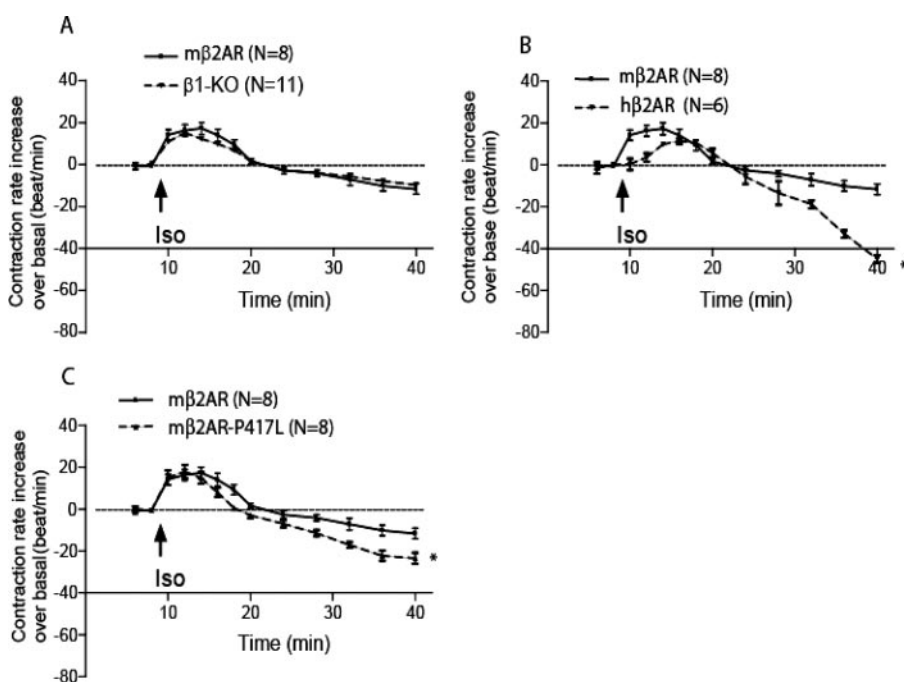 A
mβ2AR (N=8)
β1-KO (N=11)
Contraction rate increase
over basal (beat/min)
40
20
0
-20
-40
-60
-80
Iso
10
20
30
40
Time (min)
B
mβ2AR (N=8)
hβ2AR (N=6)
Contraction rate increase
over base (beat/min)
40
20
0
-20
-40
-60
-80
Iso
10
20
30
40
*
Time (min)
C
mβ2AR (N=8)
mβ2AR-P417L (N=8)
Contraction rate increase
over basal (beat/min)
40
20
0
-20
-40
-60
-80
Iso
*
10
20
30
40
Time (min)